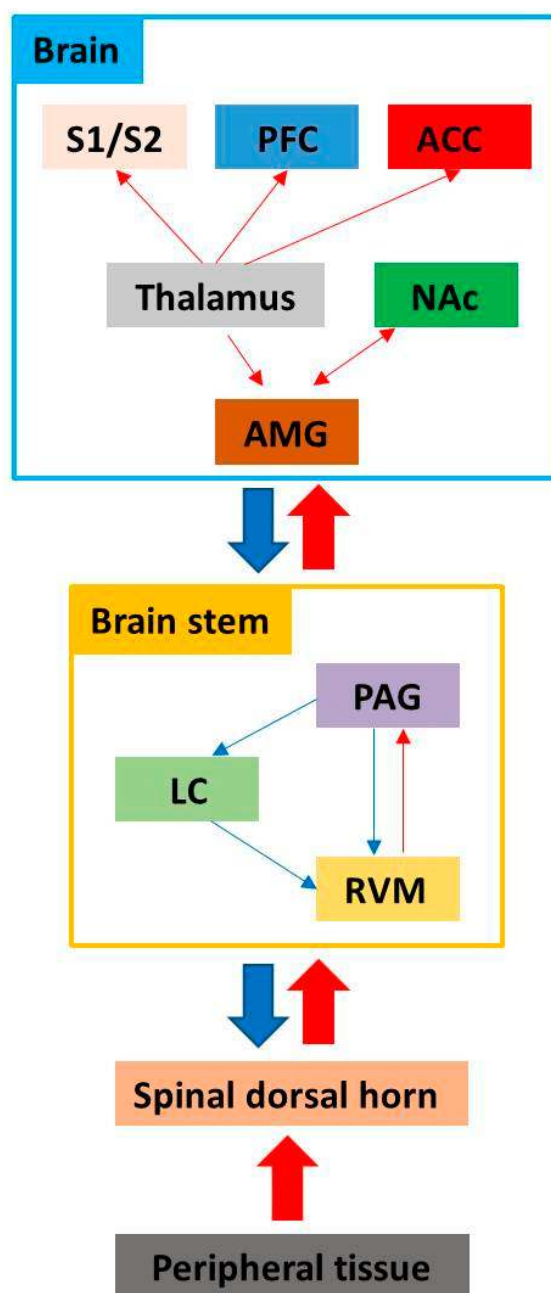 Brain
S1/S2 PFC ACC
Thalamus NAc
AMG
Brain stem
PAG
LC
RVM
Spinal dorsal horn
Peripheral tissue